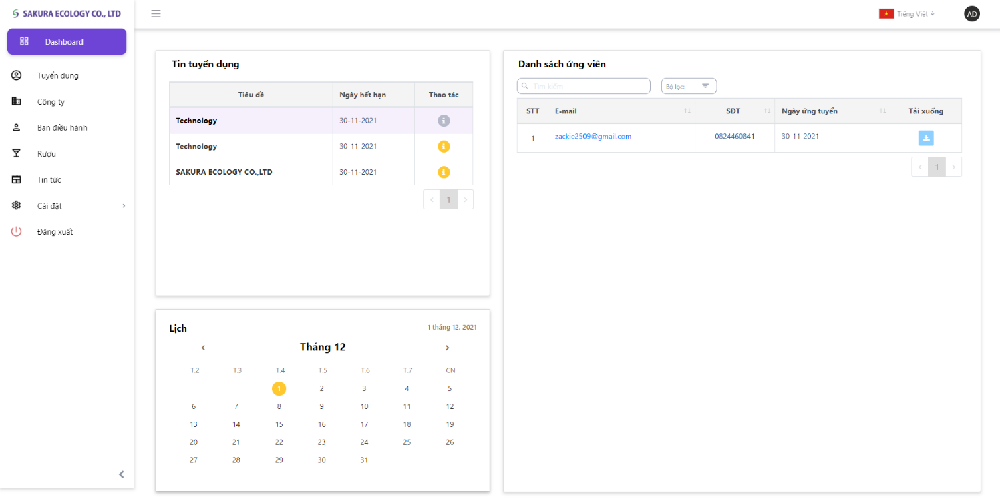 SAKURA ECOLOGY CO., LTD
Tiếng Việt
AD
Dashboard
Tuyển dụng
Công ty
Ban điều hành
Rượu
Tin tức
Cài đặt
Đăng xuất
Tin tuyển dụng
Tiêu đề Ngày hết hạn Thao tác
Technology 30-11-2021
Technology 30-11-2021
SAKURA ECOLOGY CO.,LTD 30-11-2021
1
Lịch
1 tháng 12, 2021
Tháng 12
T.2 T.3 T.4 T.5 T.6 T.7 CN
1 2 3 4 5
6 7 8 9 10 11 12
13 14 15 16 17 18 19
20 21 22 23 24 25 26
27 28 29 30 31
Danh sách ứng viên
Tìm kiếm
Bộ lọc:
STT E-mail SĐT Ngày ứng tuyển Tải xuống
1 zackie2509@gmail.com 0824460841 30-11-2021
1